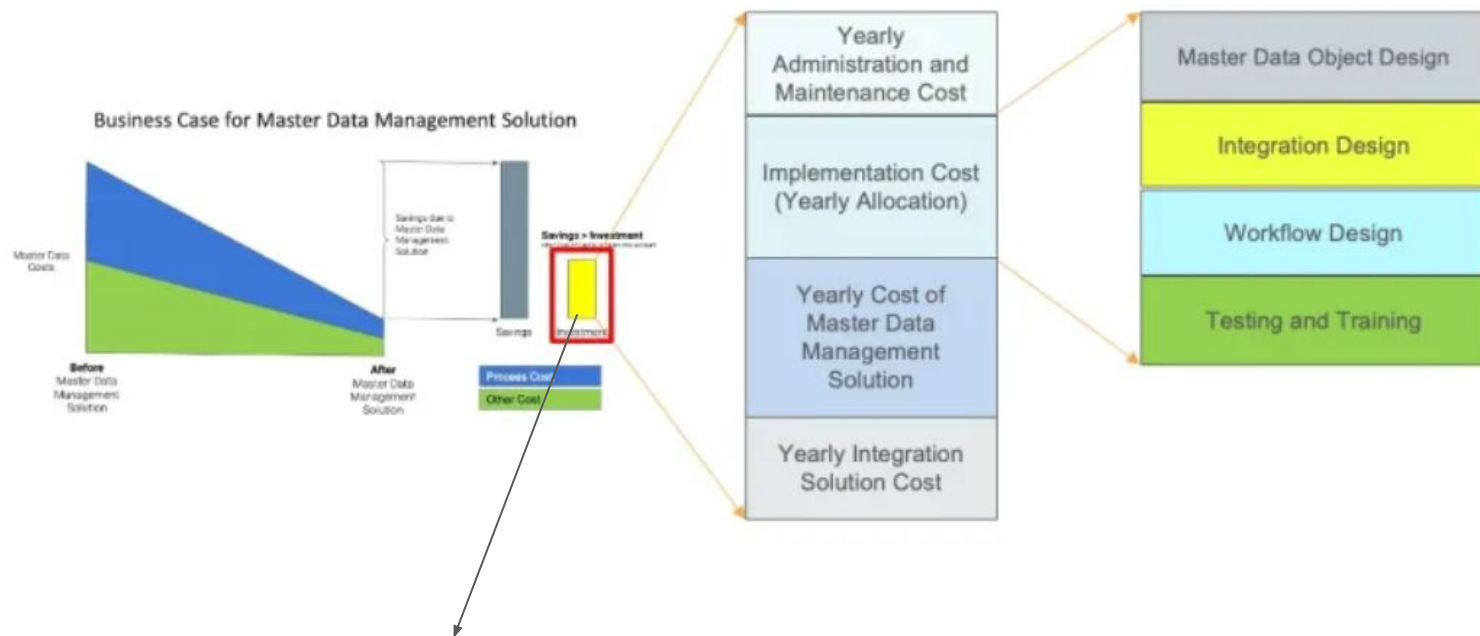 Business Case for Master Data Management Solution
Master Data
Costs
Savings due to
Master Data
Management
Solution
Savings > Investment
Savings
Investment
Before
Master Data
Management
Solution
After
Master Data
Management
Solution
Process Cost
Other Cost
Yearly
Administration and
Maintenance Cost
Implementation Cost
(Yearly Allocation)
Yearly Cost of
Master Data
Management
Solution
Yearly Integration
Solution Cost
Master Data Object Design
Integration Design
Workflow Design
Testing and Training